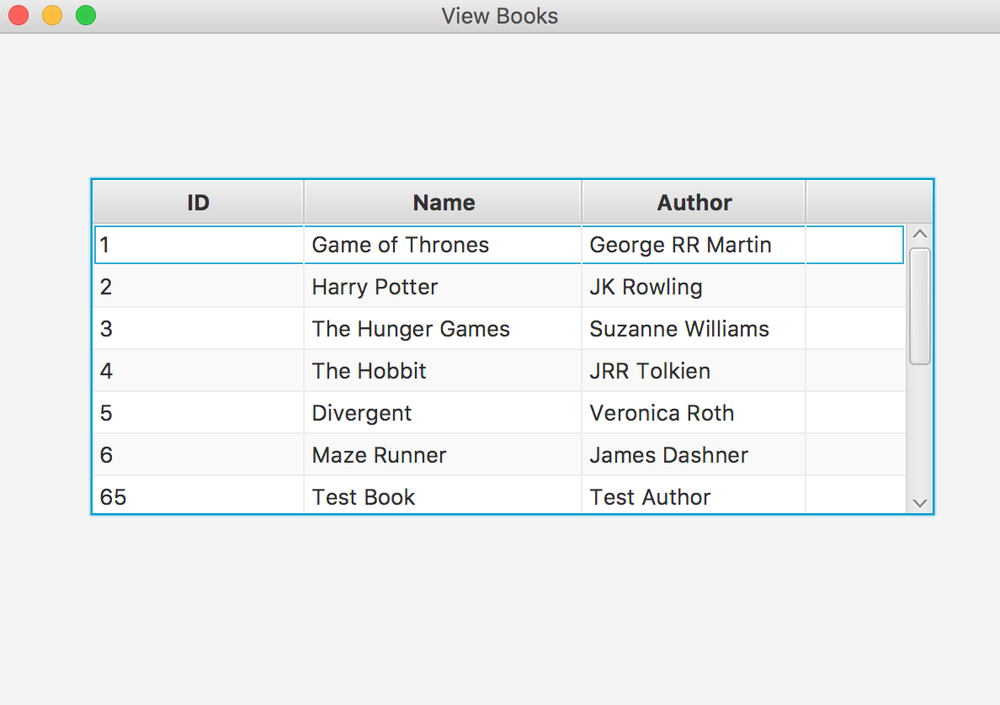 View Books
ID Name Author
1 Game of Thrones George RR Martin
2 Harry Potter JK Rowling
3 The Hunger Games Suzanne Williams
4 The Hobbit JRR Tolkien
5 Divergent Veronica Roth
6 Maze Runner James Dashner
65 Test Book Test Author